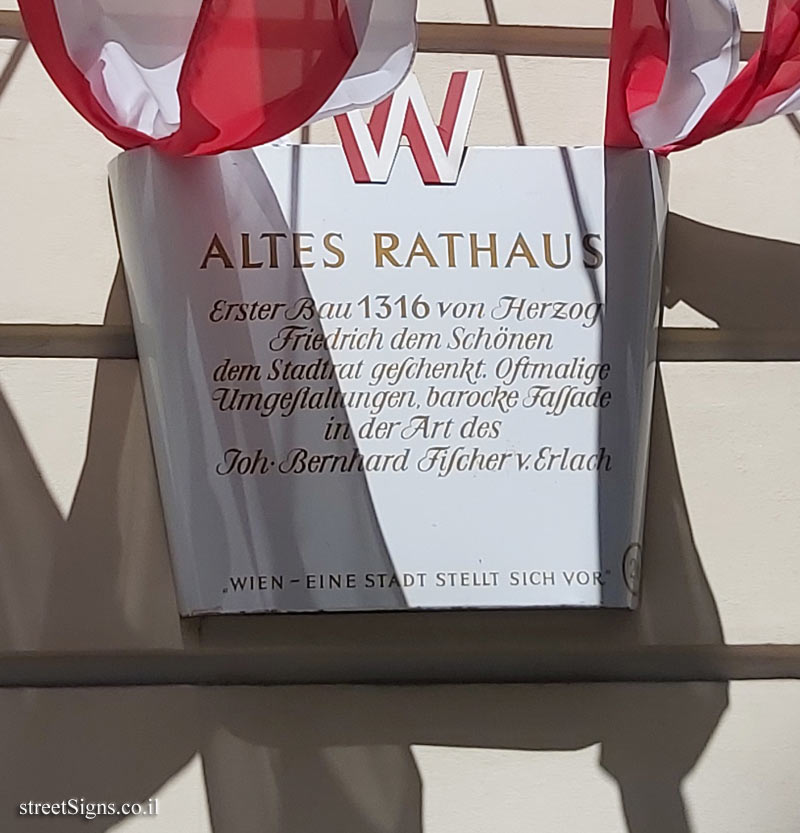 W
ALTES RATHAUS
Erster Bau 1316 von Herzog
Friedrich dem Schönen
dem Stadtrat geſchenkt. Oftmalige
Umgeſtaltungen, barocke Faſſade
in der Art des
Joh. Bernhard Fiſcher v. Erlach
„WIEN – EINE STADT STELLT SICH VOR"
streetSigns.co.il